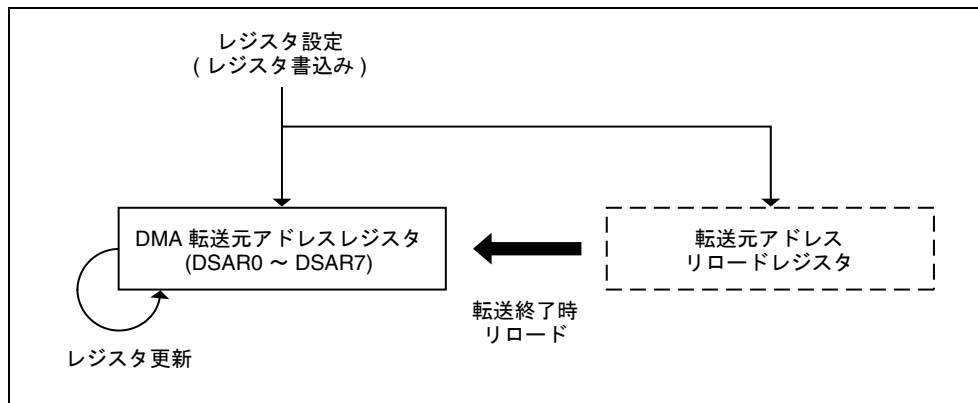 レジスタ設定
( レジスタ書込み )
DMA 転送元アドレスレジスタ
(DSAR0 ～ DSAR7)
転送元アドレス
リロードレジスタ
転送終了時
リロード
レジスタ更新